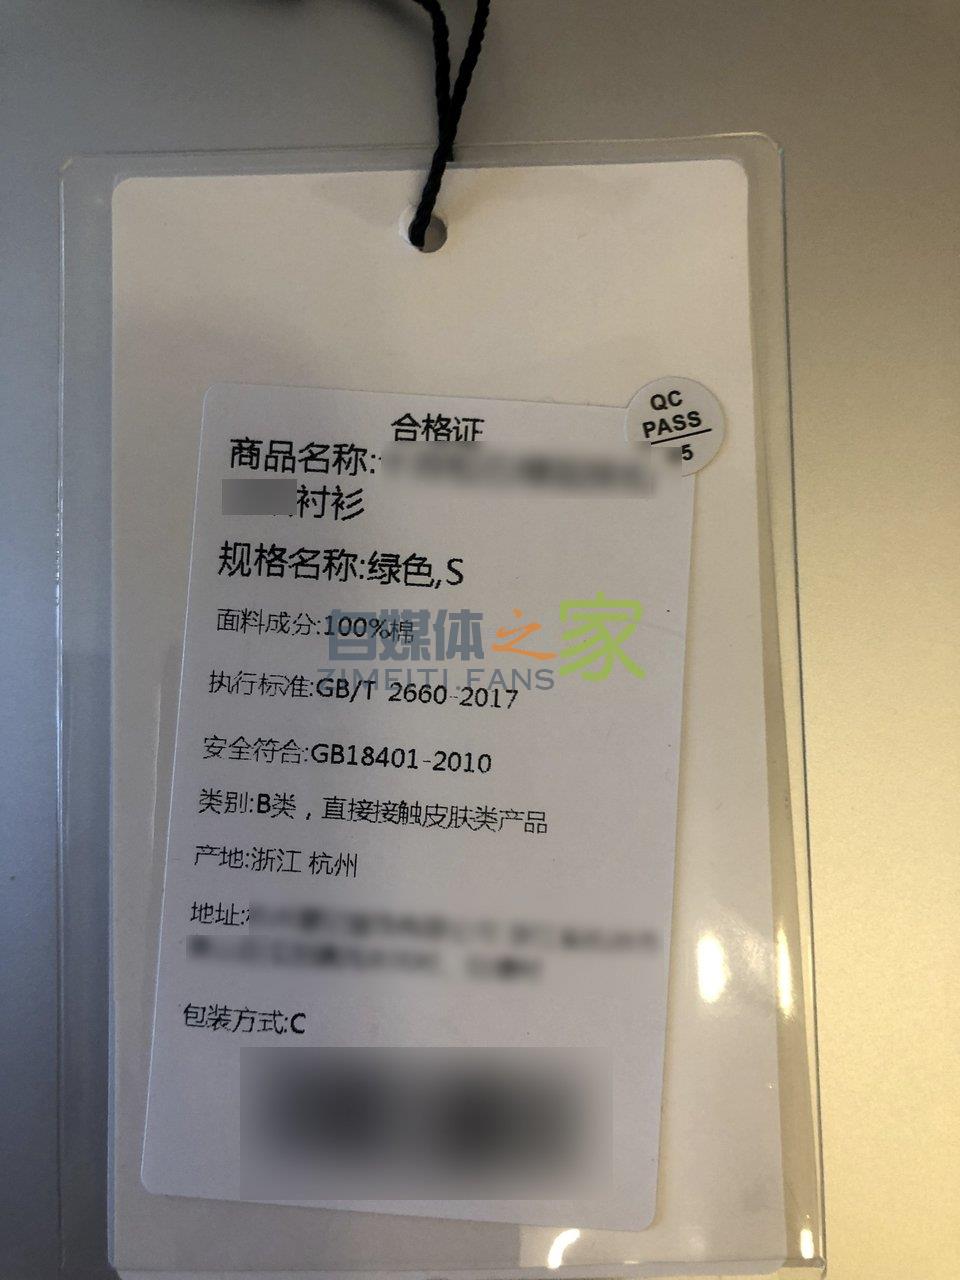 合格证
QC
PASS
5
商品名称:
衬衫
规格名称:绿色,S
面料成分:100%棉
自媒体之家
ZIMEITI.FANS
执行标准:GB/T 2660-2017
安全符合:GB18401-2010
类别:B类，直接接触皮肤类产品
产地:浙江 杭州
地址:
包装方式:C